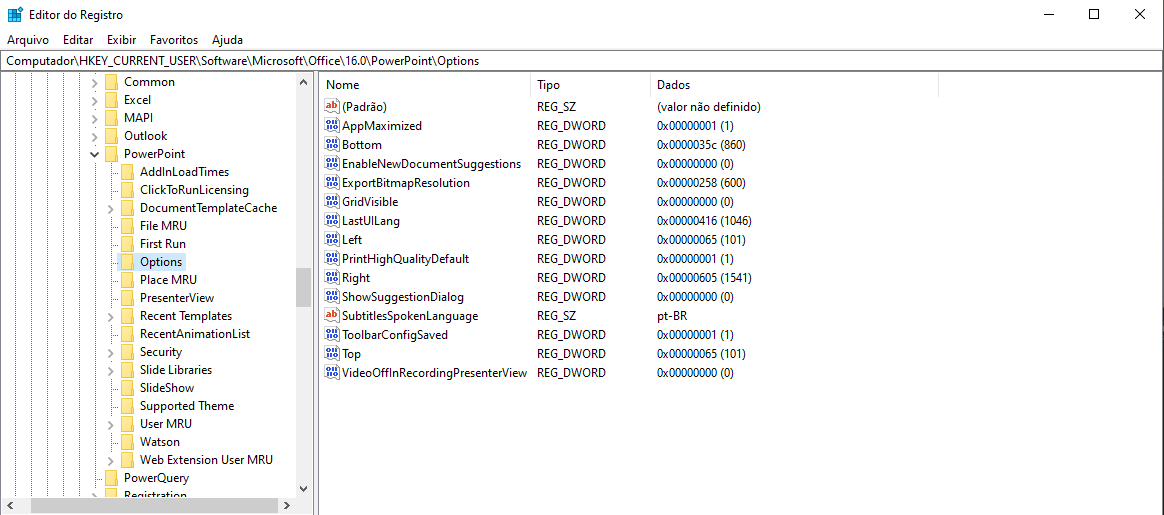 Editor do Registro
Arquivo Editar Exibir Favoritos Ajuda
Computador\HKEY_CURRENT_USER\Software\Microsoft\Office\16.0\PowerPoint\Options
Common
Excel
MAPI
Outlook
PowerPoint
AddInLoadTimes
ClickToRunLicensing
DocumentTemplateCache
File MRU
First Run
Options
Place MRU
PresenterView
Recent Templates
RecentAnimationList
Security
Slide Libraries
SlideShow
Supported Theme
User MRU
Watson
Web Extension User MRU
PowerQuery
Registration
Nome Tipo Dados
(Padrão) REG_SZ (valor não definido)
AppMaximized REG_DWORD 0x00000001 (1)
Bottom REG_DWORD 0x0000035c (860)
EnableNewDocumentSuggestions REG_DWORD 0x00000000 (0)
ExportBitmapResolution REG_DWORD 0x00000258 (600)
GridVisible REG_DWORD 0x00000000 (0)
LastUILang REG_DWORD 0x00000416 (1046)
Left REG_DWORD 0x00000065 (101)
PrintHighQualityDefault REG_DWORD 0x00000001 (1)
Right REG_DWORD 0x00000605 (1541)
ShowSuggestionDialog REG_DWORD 0x00000000 (0)
SubtitlesSpokenLanguage REG_SZ pt-BR
ToolbarConfigSaved REG_DWORD 0x00000001 (1)
Top REG_DWORD 0x00000065 (101)
VideoOffInRecordingPresenterView REG_DWORD 0x00000000 (0)